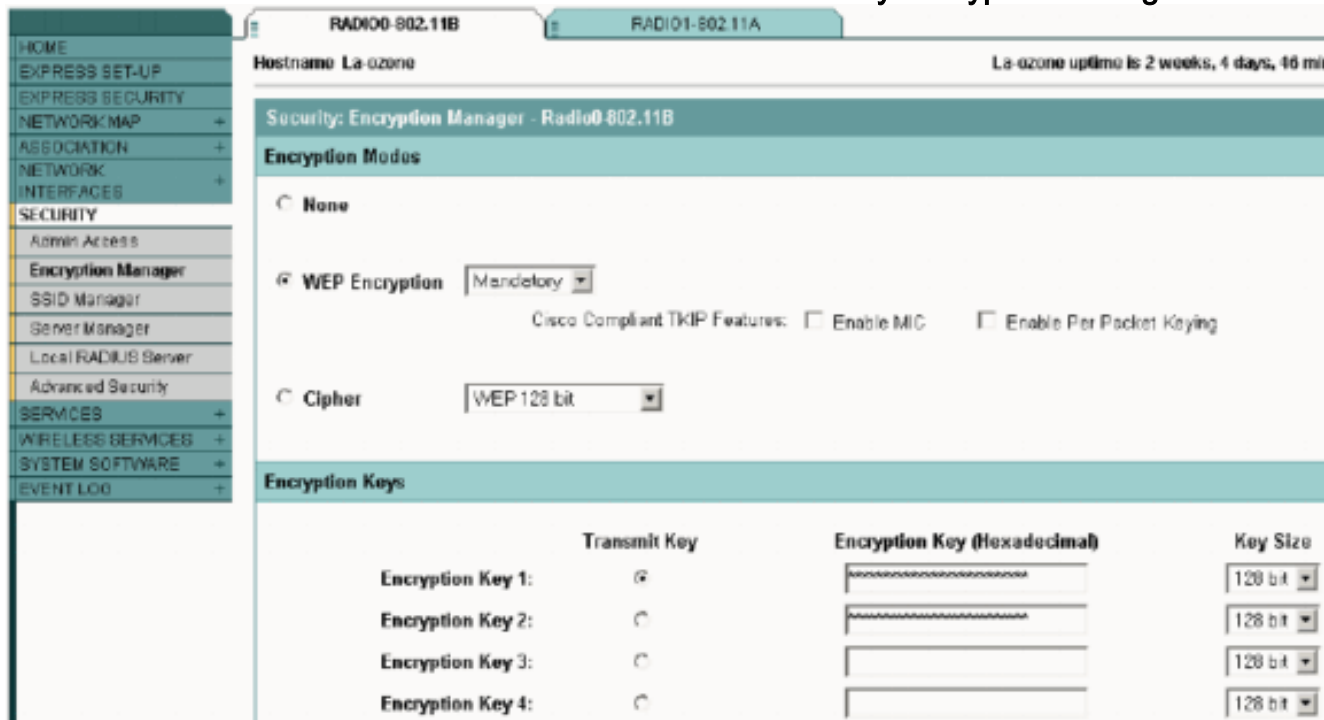 RADIO0-802.11B
RADIO1-802.11A
HOME
EXPRESS SET-UP
EXPRESS SECURITY
NETWORK MAP +
ASSOCIATION +
NETWORK
INTERFACES +
SECURITY
Admin Access
Encryption Manager
SSID Manager
Server Manager
Local RADIUS Server
Advanced Security
SERVICES +
WIRELESS SERVICES +
SYSTEM SOFTWARE +
EVENT LOG +
Hostname La-ozone
La-ozone uptime is 2 weeks, 4 days, 46
Security: Encryption Manager - Radio0-802.11B
Encryption Modes
None
WEP Encryption Mandatory
Cisco Compliant TKIP Features: Enable MIC Enable Per Packet Keying
Cipher WEP 128 bit
Encryption Keys
Transmit Key Encryption Key (Hexadecimal) Key Size
Encryption Key 1: 128 bit
Encryption Key 2: 128 bit
Encryption Key 3: 128 bit
Encryption Key 4: 128 bit